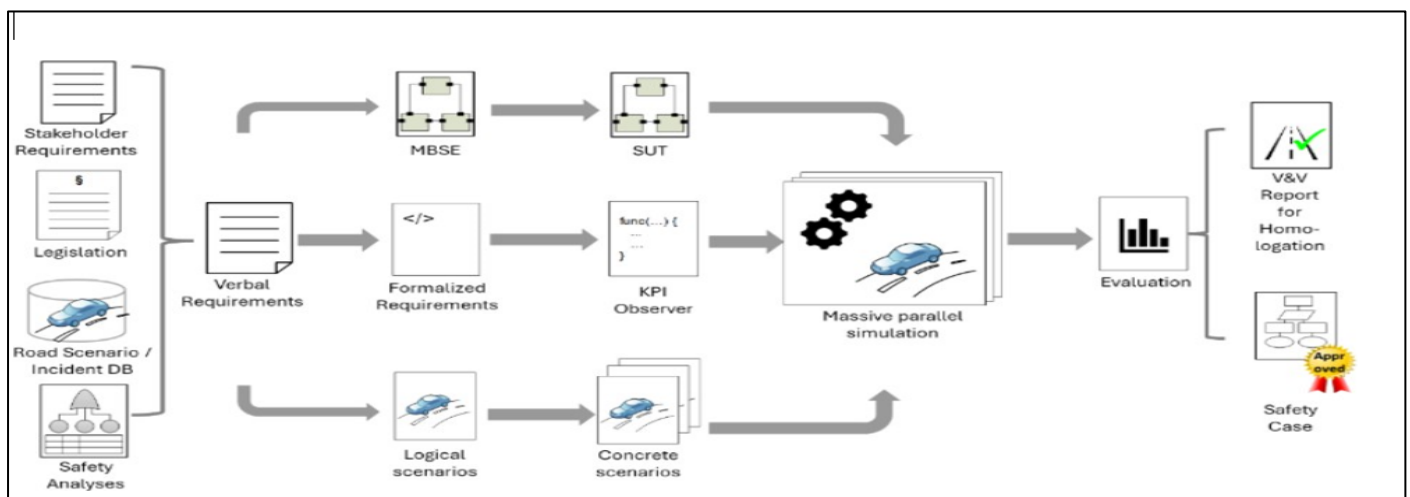 Stakeholder
Requirements
§
Legislation
Road Scenario /
Incident DB
Safety
Analyses
Verbal
Requirements
MBSE
SUT
</>
Formalized
Requirements
func(...) {
...
...
}
KPI
Observer
Logical
scenarios
Concrete
scenarios
Massive parallel
simulation
Evaluation
V&V
Report
for
Homo-
logation
Appr
oved
Safety
Case